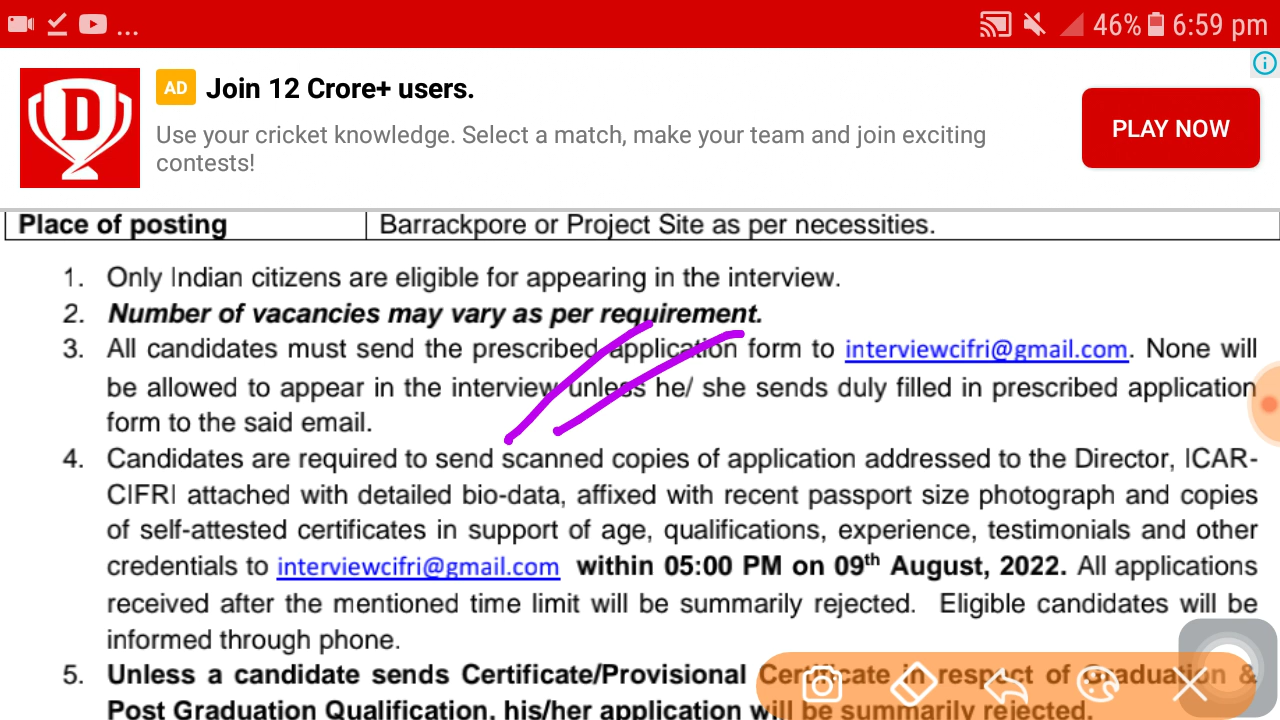 ... 46% 6:59 pm
D
AD Join 12 Crore+ users.
Use your cricket knowledge. Select a match, make your team and join exciting
contests!
PLAY NOW
Place of posting Barrackpore or Project Site as per necessities.
1. Only Indian citizens are eligible for appearing in the interview.
2. Number of vacancies may vary as per requirement.
3. All candidates must send the prescribed application form to interviewcifri@gmail.com. None will
be allowed to appear in the interview unless he/ she sends duly filled in prescribed application
form to the said email.
4. Candidates are required to send scanned copies of application addressed to the Director, ICAR-
CIFRI attached with detailed bio-data, affixed with recent passport size photograph and copies
of self-attested certificates in support of age, qualifications, experience, testimonials and other
credentials to interviewcifri@gmail.com within 05:00 PM on 09th August, 2022. All applications
received after the mentioned time limit will be summarily rejected. Eligible candidates will be
informed through phone.
5. Unless a candidate sends Certificate/Provisional Certificate in respect of Graduation &
Post Graduation Qualification, his/her application will be summarily rejected.